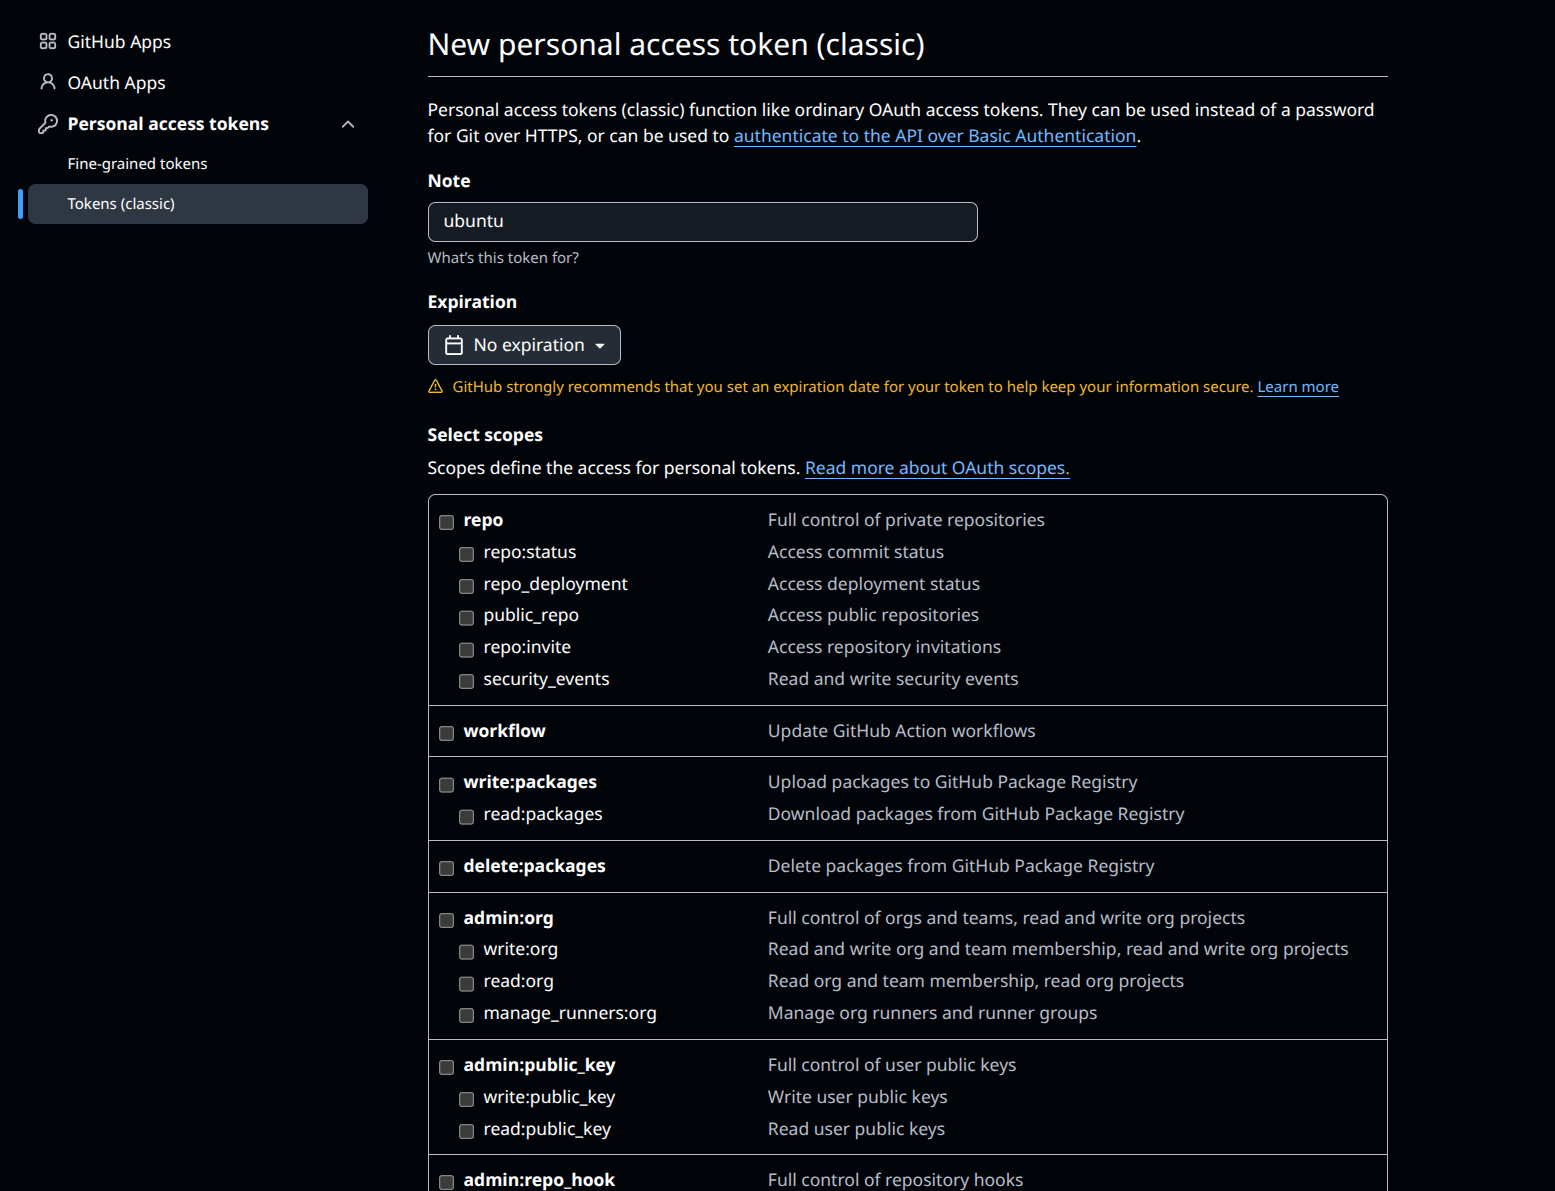 GitHub Apps
OAuth Apps
Personal access tokens
Fine-grained tokens
Tokens (classic)
New personal access token (classic)
Personal access tokens (classic) function like ordinary OAuth access tokens. They can be used instead of a password
for Git over HTTPS, or can be used to authenticate to the API over Basic Authentication.
Note
ubuntu
What's this token for?
Expiration
No expiration
GitHub strongly recommends that you set an expiration date for your token to help keep your information secure. Learn more
Select scopes
Scopes define the access for personal tokens. Read more about OAuth scopes.
repo Full control of private repositories
repo:status Access commit status
repo_deployment Access deployment status
public_repo Access public repositories
repo:invite Access repository invitations
security_events Read and write security events
workflow Update GitHub Action workflows
write:packages Upload packages to GitHub Package Registry
read:packages Download packages from GitHub Package Registry
delete:packages Delete packages from GitHub Package Registry
admin:org Full control of orgs and teams, read and write org projects
write:org Read and write org and team membership, read and write org projects
read:org Read org and team membership, read org projects
manage_runners:org Manage org runners and runner groups
admin:public_key Full control of user public keys
write:public_key Write user public keys
read:public_key Read user public keys
admin:repo_hook Full control of repository hooks